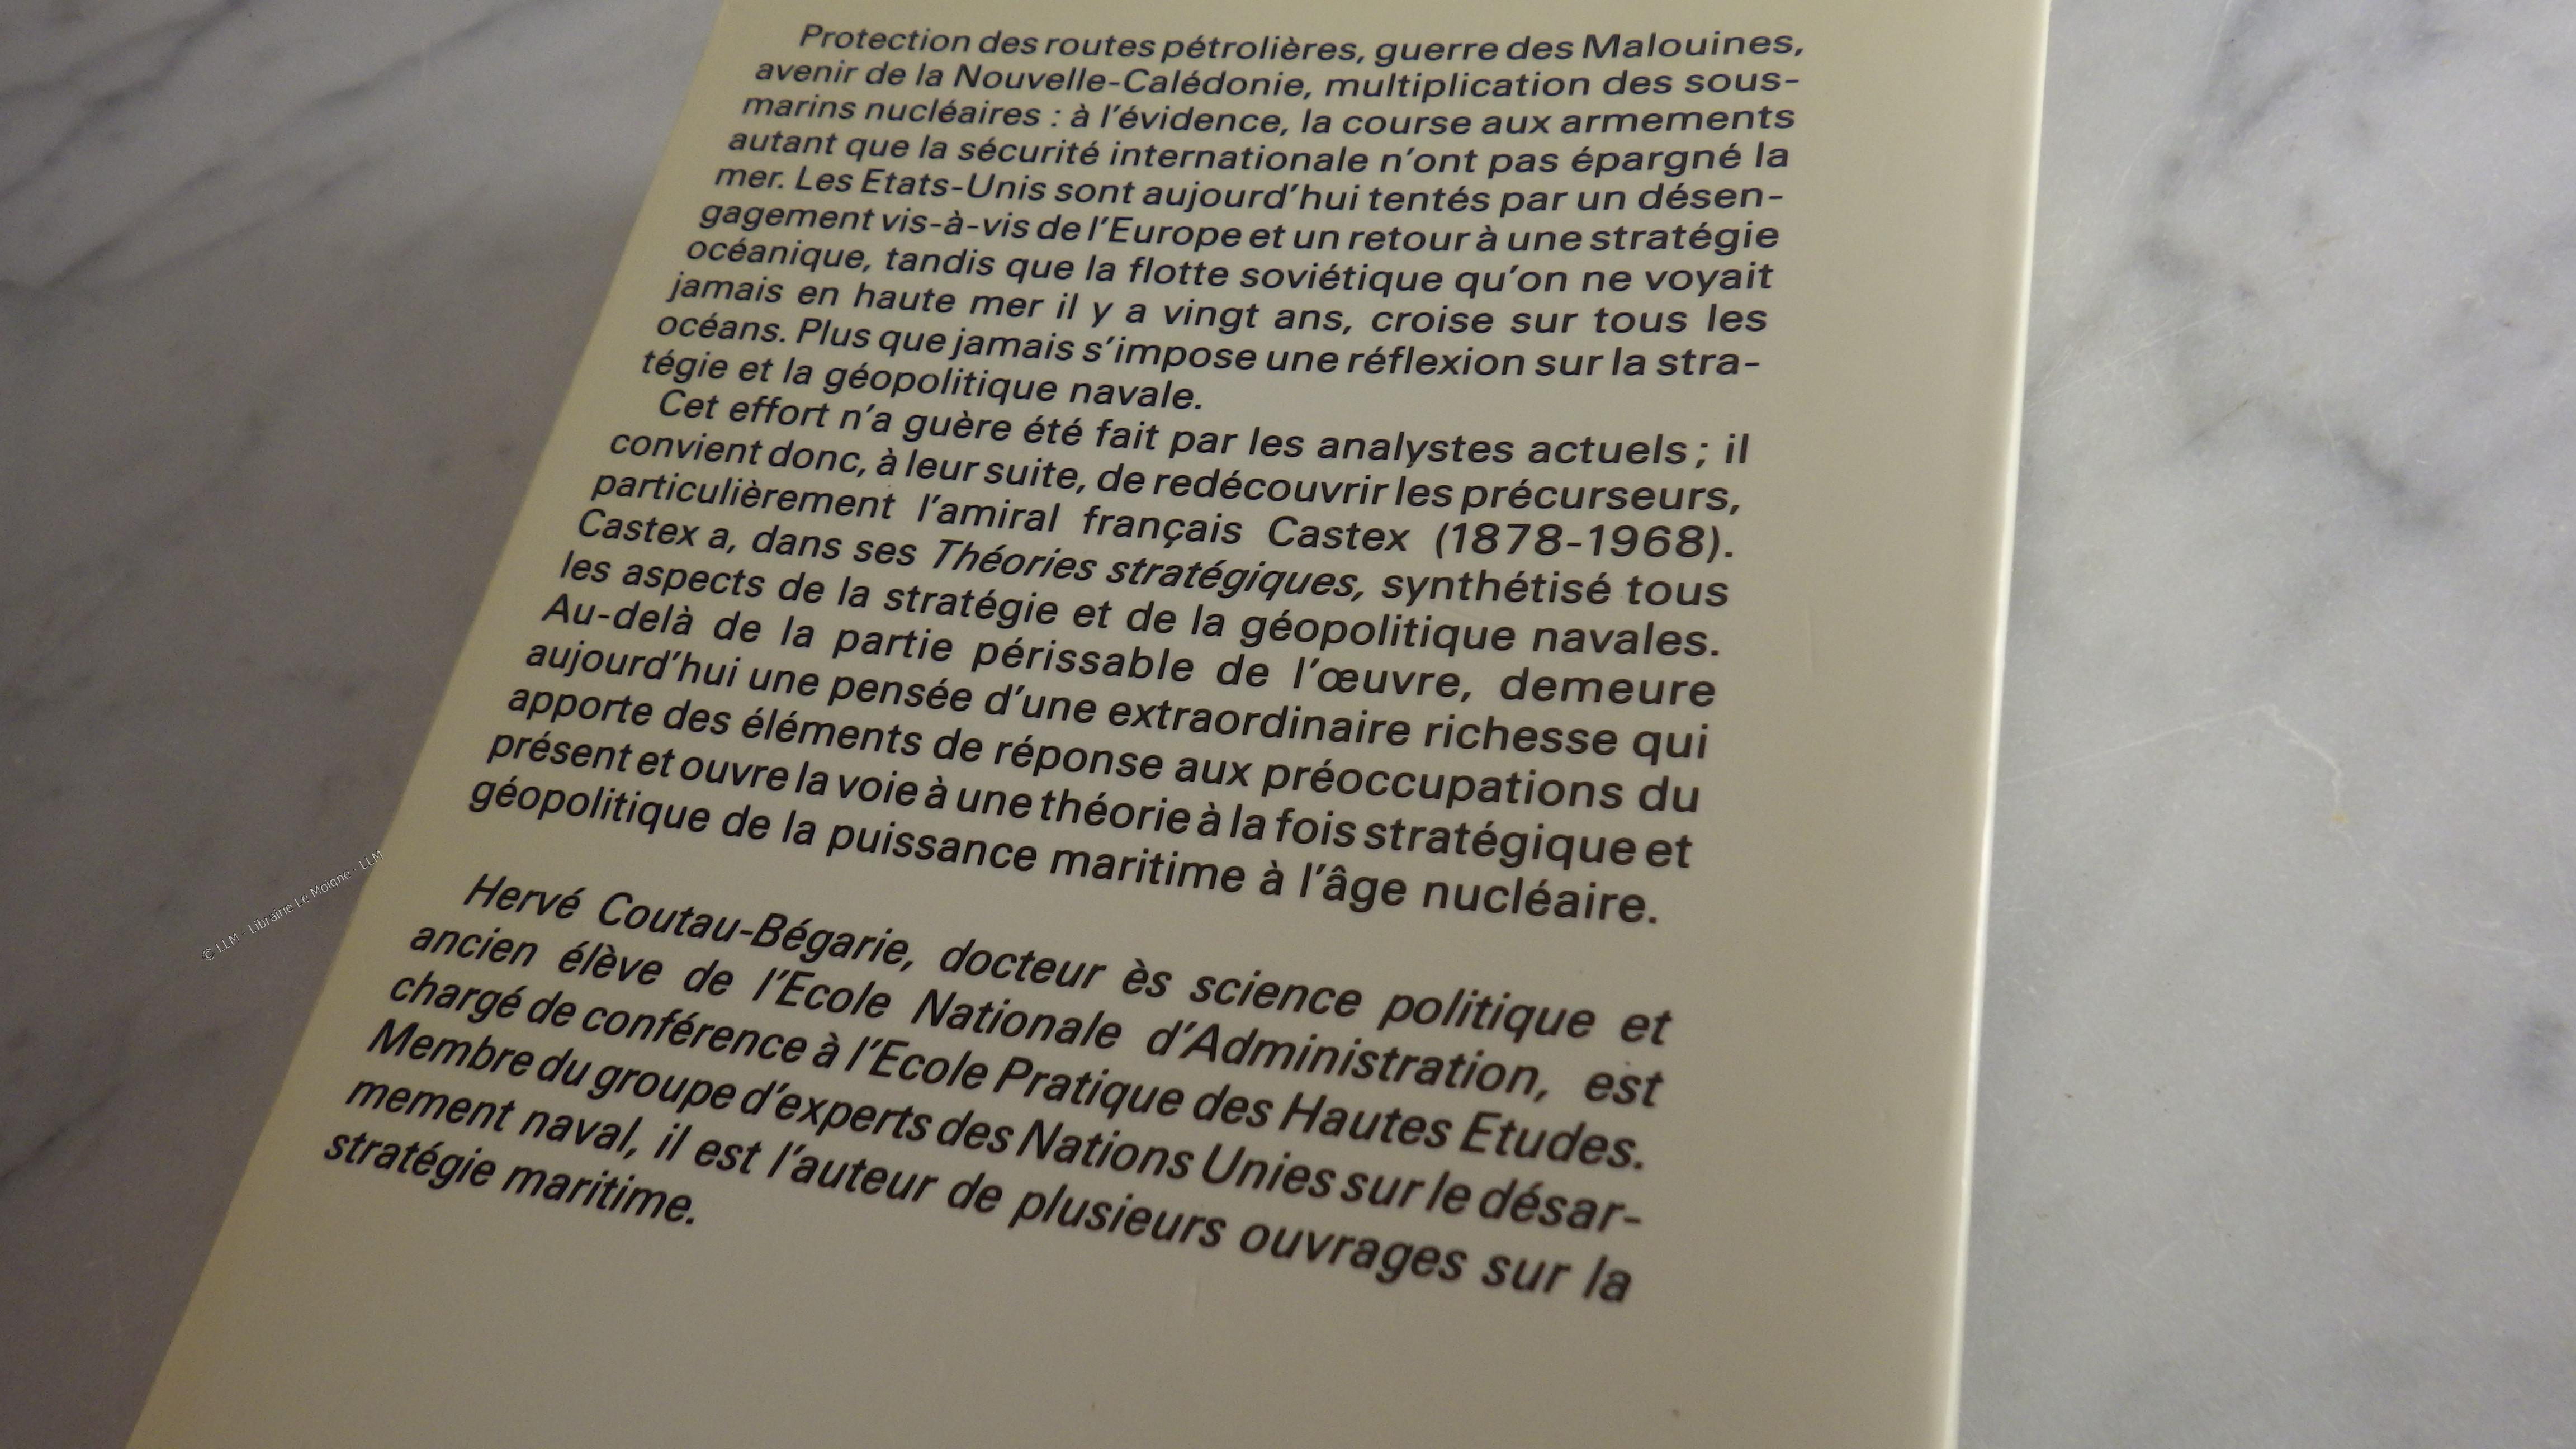 Protection des routes pétrolières, guerre des Malouines,
avenir de la Nouvelle-Calédonie, multiplication des sous-
marins nucléaires : à l'évidence, la course aux armements
autant que la sécurité internationale n'ont pas épargné la
mer. Les Etats-Unis sont aujourd'hui tentés par un désen-
gagement vis-à-vis de l'Europe et un retour à une stratégie
océanique, tandis que la flotte soviétique qu'on ne voyait
jamais en haute mer il y a vingt ans, croise sur tous les
océans. Plus que jamais s'impose une réflexion sur la stra-
tégie et la géopolitique navale.
Cet effort n'a guère été fait par les analystes actuels ; il
convient donc, à leur suite, de redécouvrir les précurseurs,
particulièrement l'amiral français Castex (1878-1968).
Castex a, dans ses Théories stratégiques, synthétisé tous
les aspects de la stratégie et de la géopolitique navales.
Au-delà de la partie périssable de l'œuvre, demeure
aujourd'hui une pensée d'une extraordinaire richesse qui
apporte des éléments de réponse aux préoccupations du
présent et ouvre la voie à une théorie à la fois stratégique et
géopolitique de la puissance maritime à l'âge nucléaire.
Hervé Coutau-Bégarie, docteur ès science politique et
ancien élève de l'Ecole Nationale d'Administration, est
chargé de conférence à l'Ecole Pratique des Hautes Etudes.
Membre du groupe d'experts des Nations Unies sur le désar-
mement naval, il est l'auteur de plusieurs ouvrages sur la
stratégie maritime.
© LLM - Librairie Le Moigne - LLM